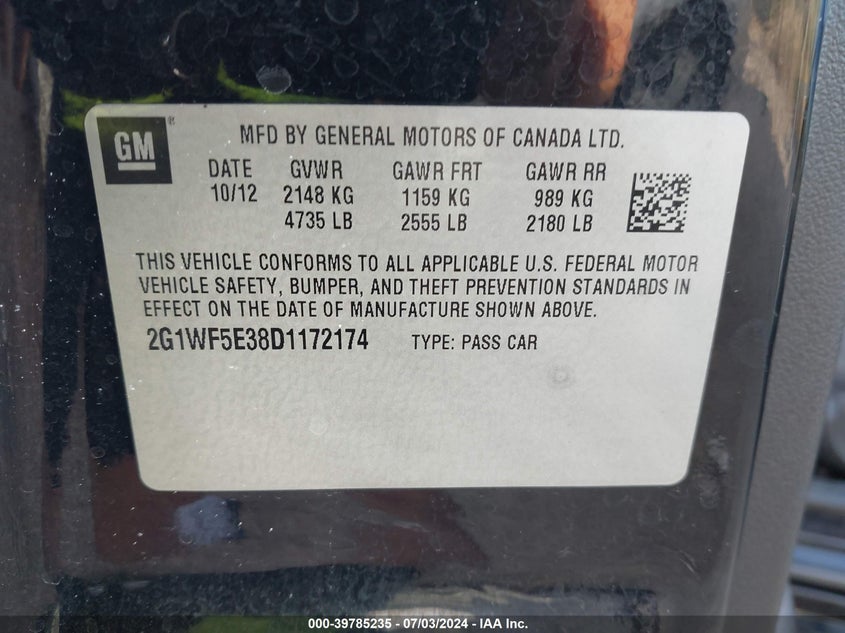 GM®
MFD BY GENERAL MOTORS OF CANADA LTD.
DATE GVWR GAWR FRT GAWR RR
10/12 2148 KG 1159 KG 989 KG
4735 LB 2555 LB 2180 LB
THIS VEHICLE CONFORMS TO ALL APPLICABLE U.S. FEDERAL MOTOR
VEHICLE SAFETY, BUMPER, AND THEFT PREVENTION STANDARDS IN
EFFECT ON THE DATE OF MANUFACTURE SHOWN ABOVE.
2G1WF5E38D1172174 TYPE: PASS CAR
000-39785235 - 07/03/2024 - IAA Inc.